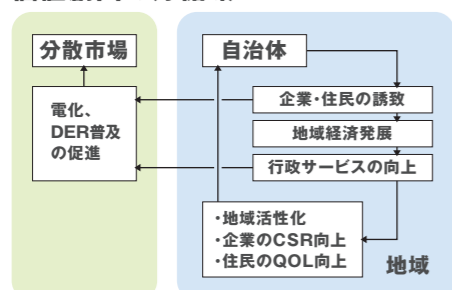 分散市場
電化、
DER普及
の促進
自治体
企業・住民の誘致
地域経済発展
行政サービスの向上
・地域活性化
・企業のCSR向上
・住民のQOL向上
地域